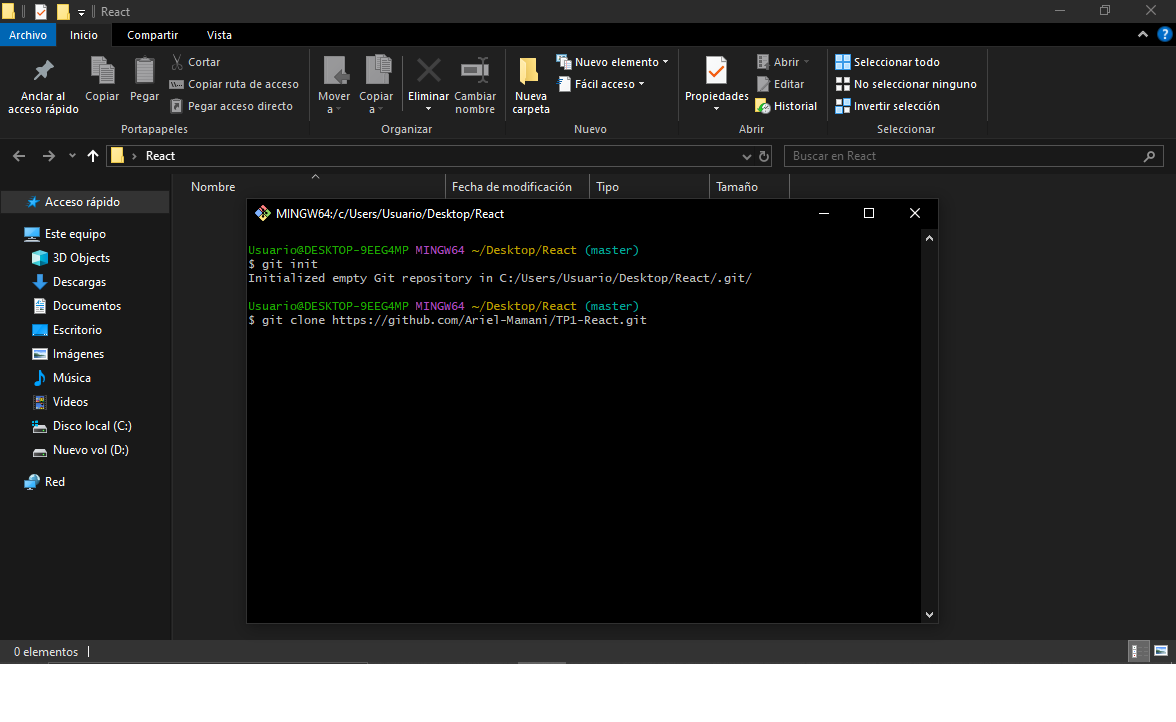 React
Archivo Inicio Compartir Vista
Anclar al acceso rápido
Copiar
Pegar
Cortar
Copiar ruta de acceso
Pegar acceso directo
Portapapeles
Mover a
Copiar a
Eliminar
Cambiar nombre
Organizar
Nueva carpeta
Nuevo elemento
Fácil acceso
Nuevo
Propiedades
Abrir
Editar
Historial
Abrir
Seleccionar todo
No seleccionar ninguno
Invertir selección
Seleccionar
React
Buscar en React
Nombre Fecha de modificación Tipo Tamaño
Acceso rápido
Este equipo
3D Objects
Descargas
Documentos
Escritorio
Imágenes
Música
Videos
Disco local (C:)
Nuevo vol (D:)
Red
MINGW64:/c/Users/Usuario/Desktop/React
Usuario@DESKTOP-9EEG4MP MINGW64 ~/Desktop/React (master)
$ git init
Initialized empty Git repository in C:/Users/Usuario/Desktop/React/.git/
Usuario@DESKTOP-9EEG4MP MINGW64 ~/Desktop/React (master)
$ git clone https://github.com/Ariel-Mamani/TP1-React.git
0 elementos